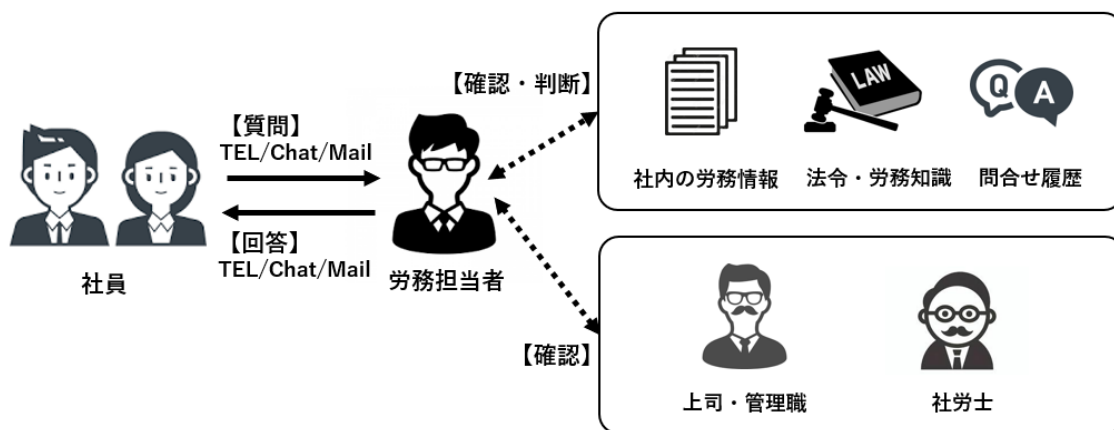 【確認・判断】
LAW
Q
A
【質問】
TEL/Chat/Mail
社内の労務情報
法令・労務知識
問合せ履歴
【回答】
TEL/Chat/Mail
社員
労務担当者
【確認】
上司・管理職
社労士